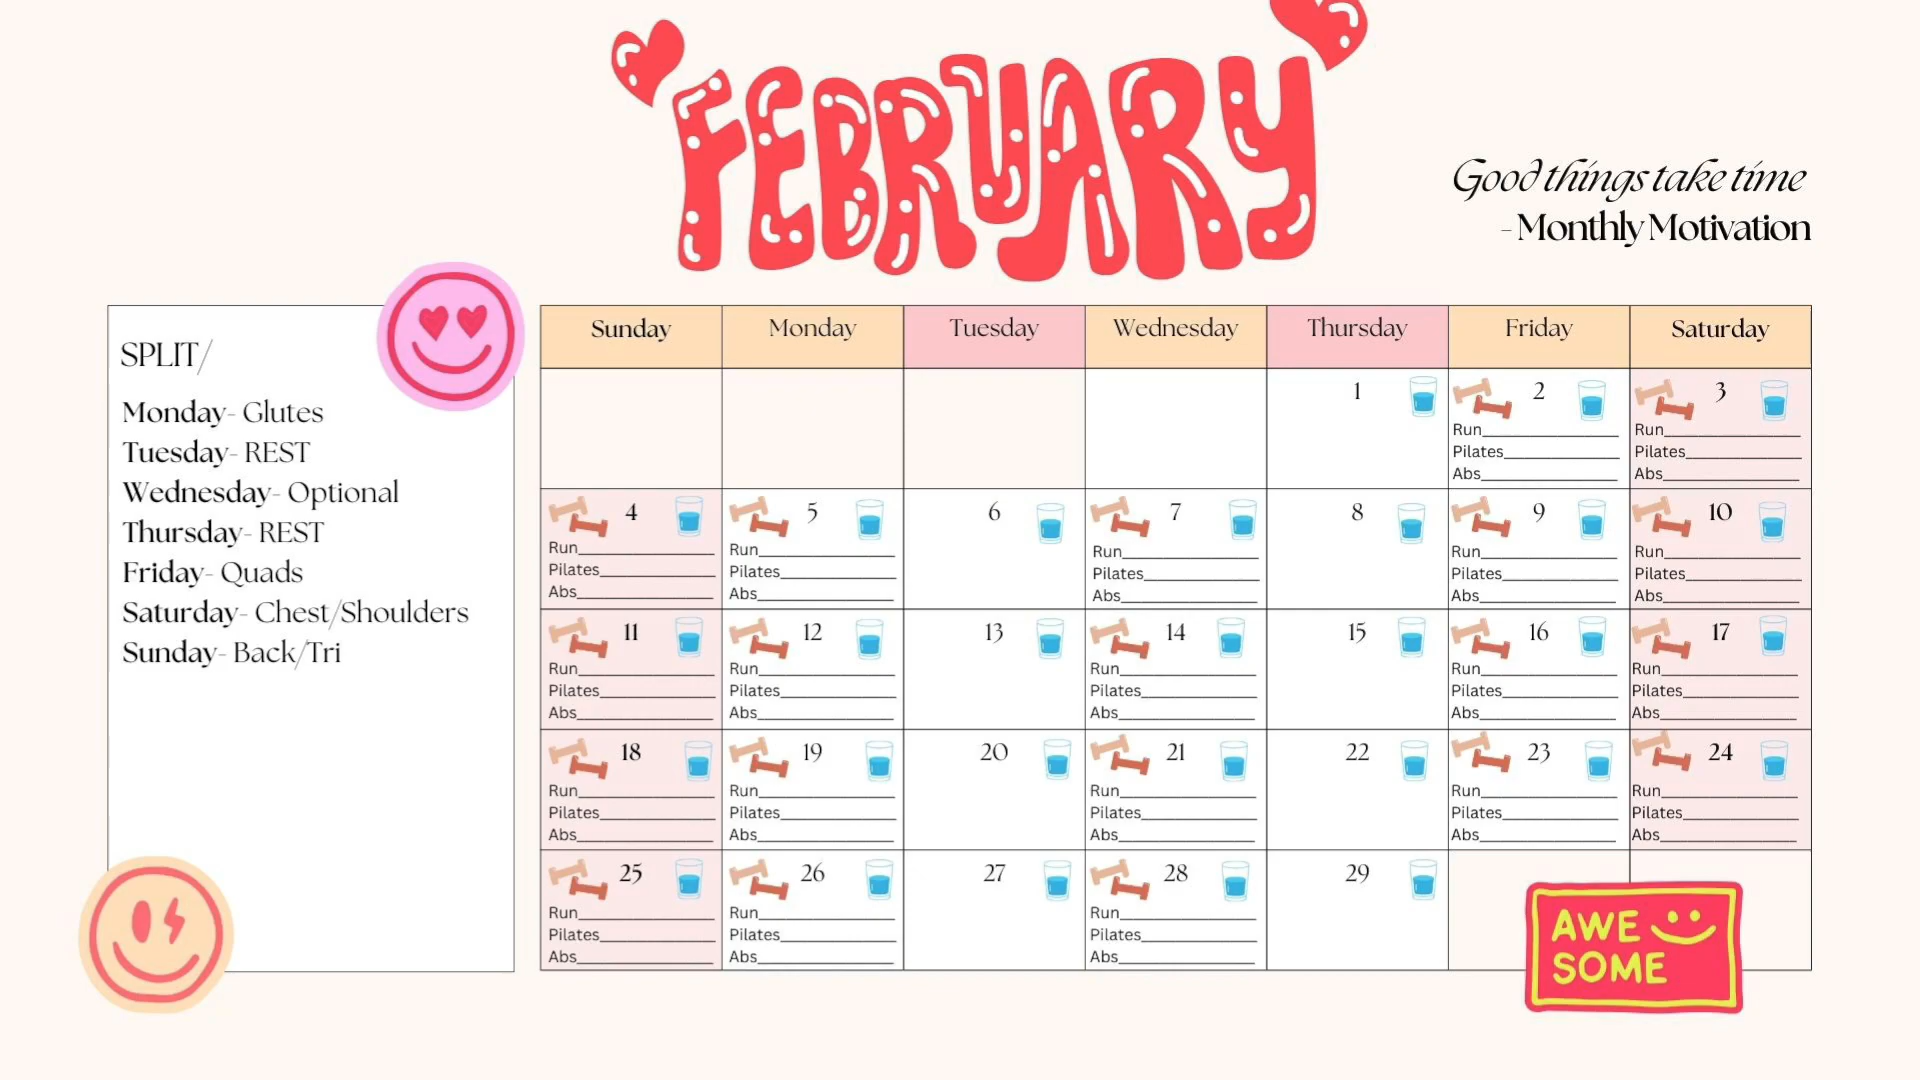 FEBRUARY
Good things take time
- Monthly Motivation
SPLIT/
Monday- Glutes
Tuesday- REST
Wednesday- Optional
Thursday- REST
Friday- Quads
Saturday- Chest/Shoulders
Sunday- Back/Tri
Sunday Monday Tuesday Wednesday Thursday Friday Saturday
1 2 3
Run Run
Pilates Pilates
Abs Abs
4 5 6 7 8 9 10
Run Run Run Run Run
Pilates Pilates Pilates Pilates Pilates
Abs Abs Abs Abs Abs
11 12 13 14 15 16 17
Run Run Run Run Run
Pilates Pilates Pilates Pilates Pilates
Abs Abs Abs Abs Abs
18 19 20 21 22 23 24
Run Run Run Run Run
Pilates Pilates Pilates Pilates Pilates
Abs Abs Abs Abs Abs
25 26 27 28 29
Run Run Run
Pilates Pilates Pilates
Abs Abs Abs
AWE
SOME